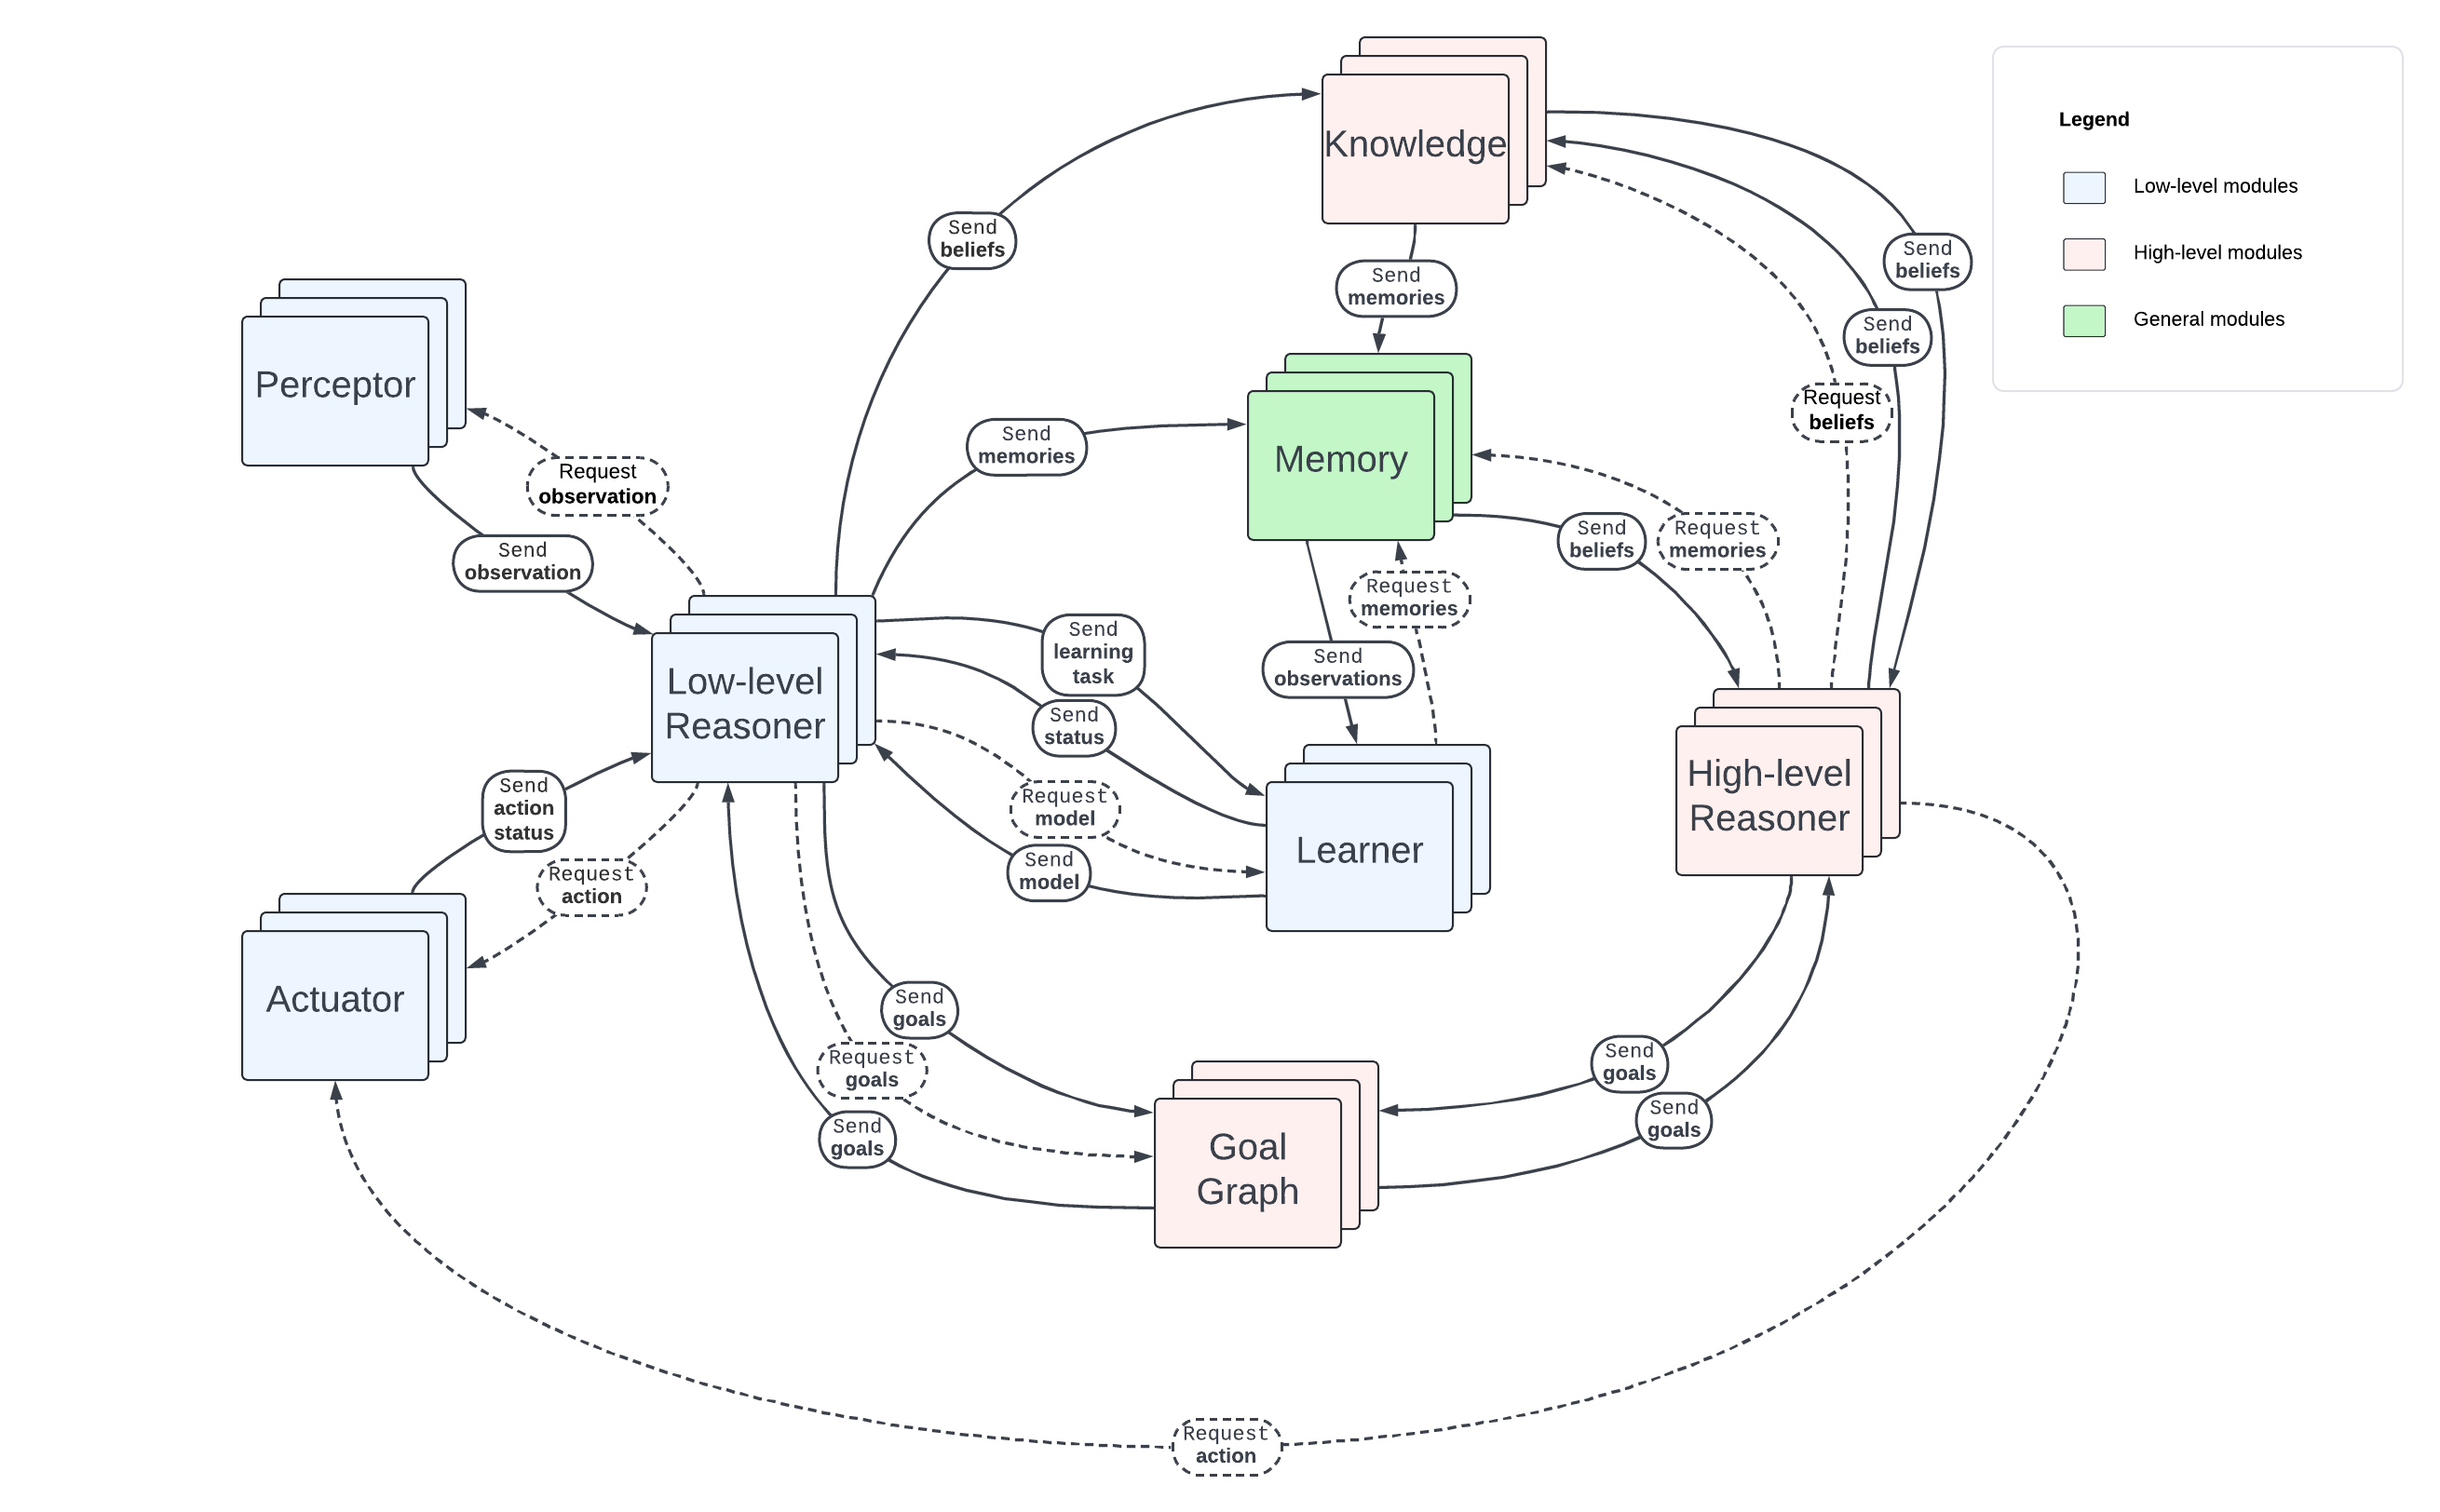 Knowledge
Legend
Low-level modules
High-level modules
General modules
Send
beliefs
Send
beliefs
Send
memories
Send
beliefs
Perceptor
Request
beliefs
Send
memories
Memory
Request
observation
Send
observation
Send
beliefs
Request
memories
Request
memories
Send
learning
task
Send
observations
Low-level
Reasoner
Send
status
High-level
Reasoner
Send
action
status
Request
model
Learner
Send
model
Request
action
Actuator
Send
goals
Request
goals
Send
goals
Send
goals
Send
goals
Goal
Graph
Request
action